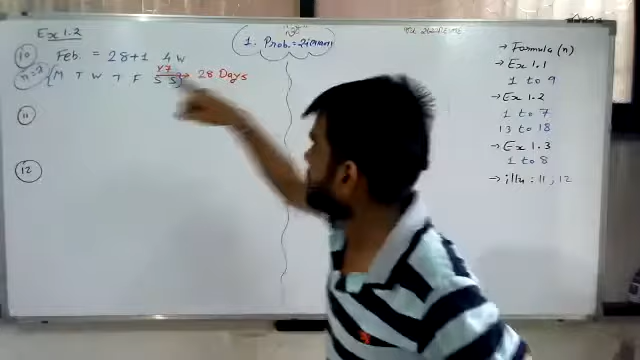 Ex 1.2
10 Feb. = 28+1 4 W
n=7 { M T W T F S S } → 28 Days
x7
11
12
1. Prob. =
→ Formula (n)
→ Ex 1.1
1 to 9
→ Ex 1.2
1 to 7
13 to 18
→ Ex 1.3
1 to 8
→ illu : 11, 12